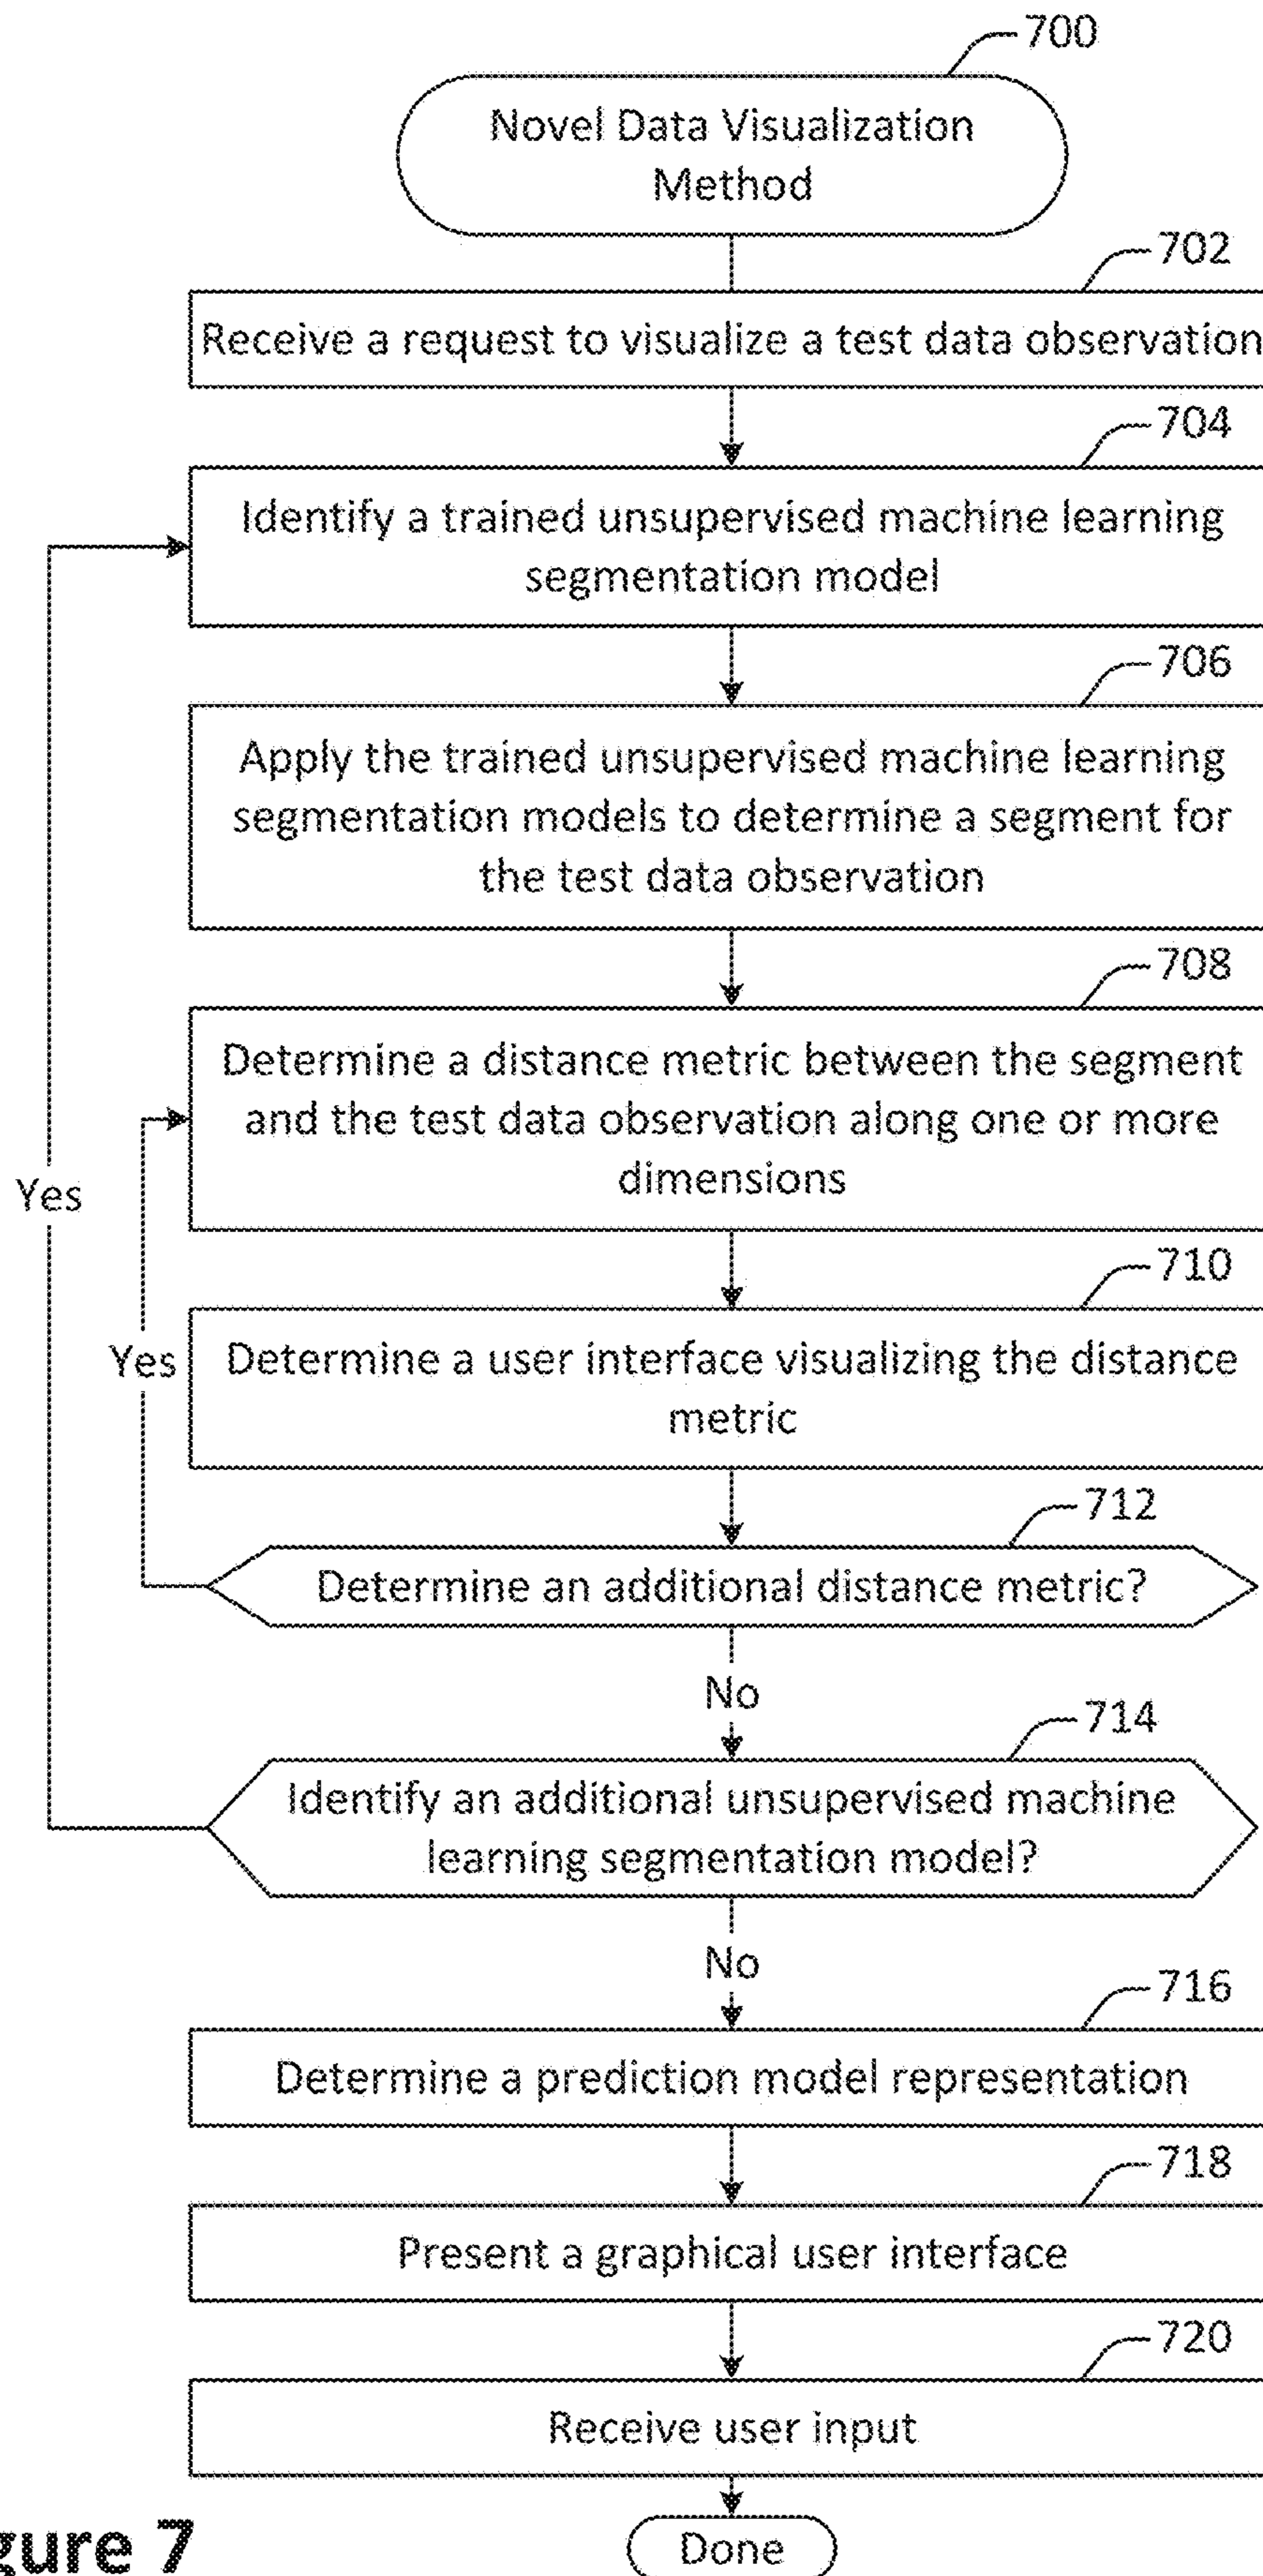 700
Novel Data Visualization
Method
702
Receive a request to visualize a test data observation
704
Identify a trained unsupervised machine learning
segmentation model
706
Apply the trained unsupervised machine learning
segmentation models to determine a segment for
the test data observation
708
Determine a distance metric between the segment
and the test data observation along one or more
dimensions
Yes
710
Yes
Determine a user interface visualizing the distance
metric
712
Determine an additional distance metric?
No
714
Identify an additional unsupervised machine
learning segmentation model?
No
716
Determine a prediction model representation
718
Present a graphical user interface
720
Receive user input
gure 7
Done